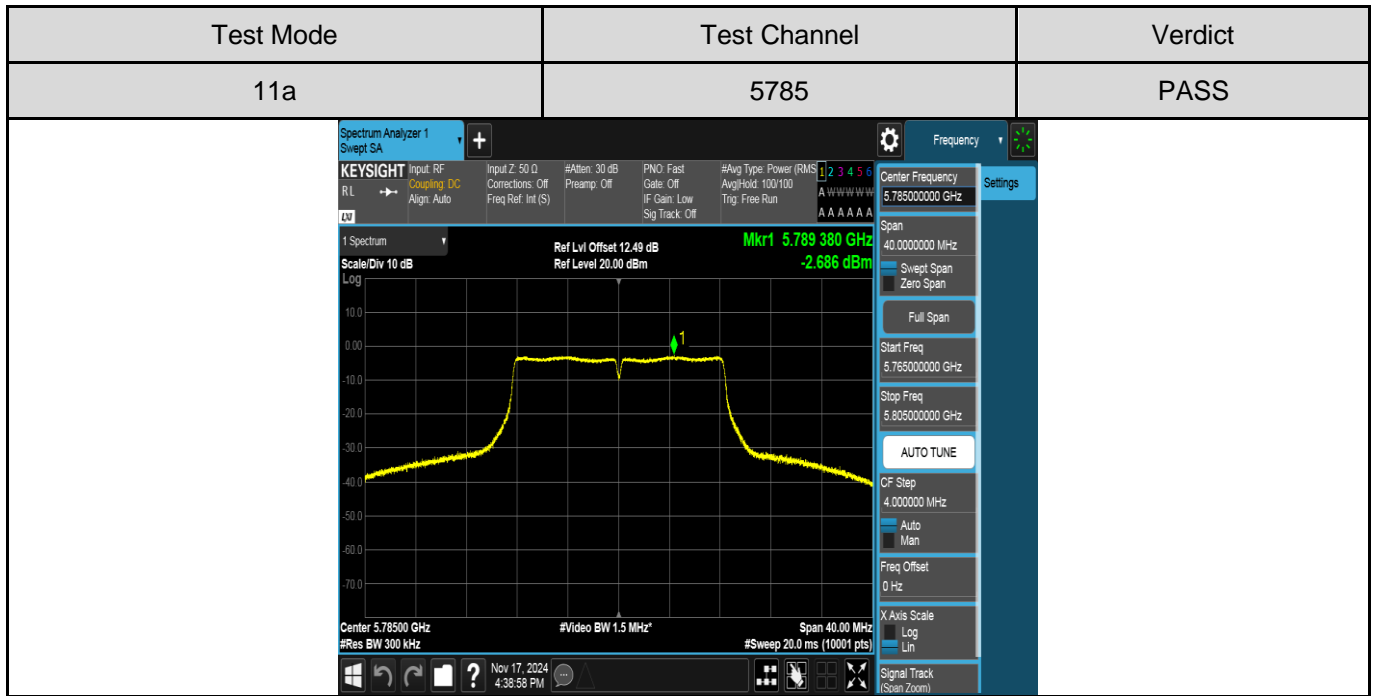 Test Mode Test Channel Verdict
11a 5785 PASS
Spectrum Analyzer 1
Swept SA
+
Frequency
KEYSIGHT
RL
LXI
Input: RF
Coupling: DC
Align: Auto
Input Z: 50 Ω
Corrections: Off
Freq Ref: Int (S)
#Atten: 30 dB
Preamp: Off
PNO: Fast
Gate: Off
IF Gain: Low
Sig Track: Off
#Avg Type: Power (RMS
Avg|Hold: 100/100
Trig: Free Run
1 2 3 4 5 6
A W W W W W
A A A A A A
1 Spectrum
Scale/Div 10 dB
Log
Ref Lvl Offset 12.49 dB
Ref Level 20.00 dBm
Mkr1 5.789 380 GHz
-2.686 dBm
10.0
0.00
-10.0
-20.0
-30.0
-40.0
-50.0
-60.0
-70.0
1
Center 5.78500 GHz
#Res BW 300 kHz
#Video BW 1.5 MHz*
Span 40.00 MHz
#Sweep 20.0 ms (10001 pts)
?
Nov 17, 2024
4:38:58 PM
Center Frequency
5.785000000 GHz
Span
40.0000000 MHz
Swept Span
Zero Span
Full Span
Start Freq
5.765000000 GHz
Stop Freq
5.805000000 GHz
AUTO TUNE
CF Step
4.000000 MHz
Auto
Man
Freq Offset
0 Hz
X Axis Scale
Log
Lin
Signal Track
(Span Zoom)
Settings